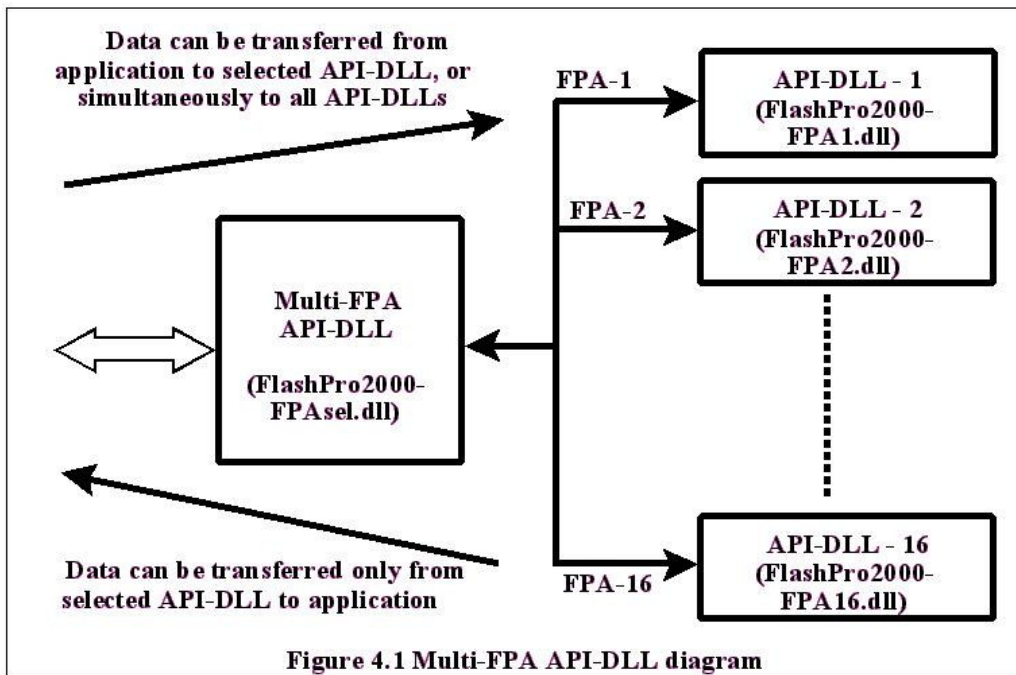 Data can be transferred from
application to selected API-DLL, or
simultaneously to all API-DLLs
FPA-1
API-DLL - 1
(FlashPro2000-
FPA1.dll)
FPA-2
API-DLL - 2
(FlashPro2000-
FPA2.dll)
Multi-FPA
API-DLL
(FlashPro2000-
FPAsel.dll)
Data can be transferred only from
selected API-DLL to application
FPA-16
API-DLL - 16
(FlashPro2000-
FPA16.dll)
Figure 4.1 Multi-FPA API-DLL diagram